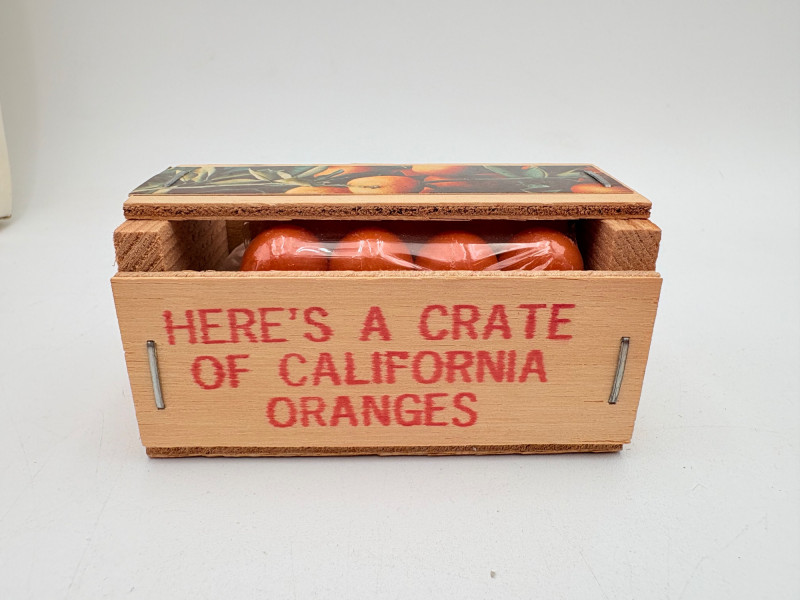 HERE'S A CRATE
OF CALIFORNIA
ORANGES